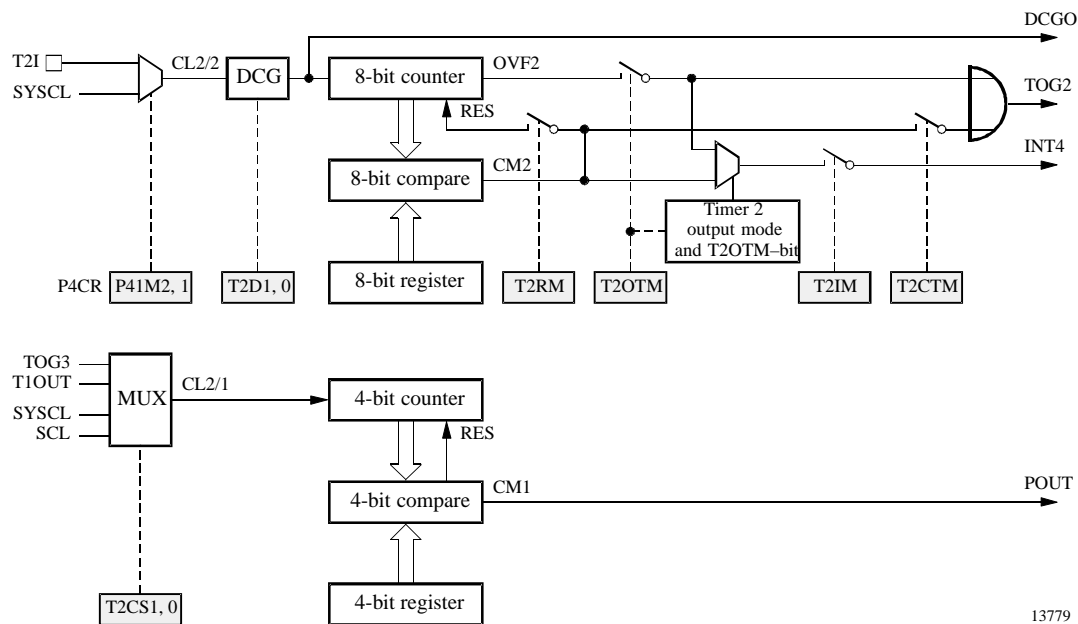 DCGO
T2I
CL2/2
DCG
8-bit counter
OVF2
SYSCL
TOG2
RES
INT4
8-bit compare
CM2
Timer 2
output mode
and T2OTM–bit
P4CR
P41M2, 1
T2D1, 0
8-bit register
T2RM
T2OTM
T2IM
T2CTM
TOG3
T1OUT
SYSCL
SCL
MUX
CL2/1
4-bit counter
RES
4-bit compare
CM1
POUT
T2CS1, 0
4-bit register
13779